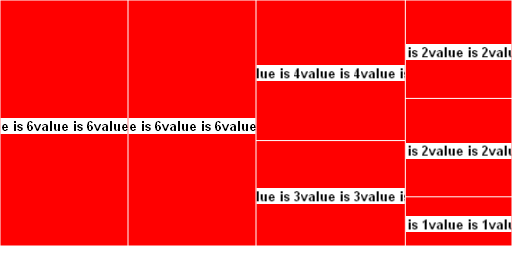 e is 6value is 6value
e is 6value is 6value
lue is 4value is 4value is
lue is 3value is 3value is
is 2value is 2valu
is 2value is 2valu
is 1value is 1valu